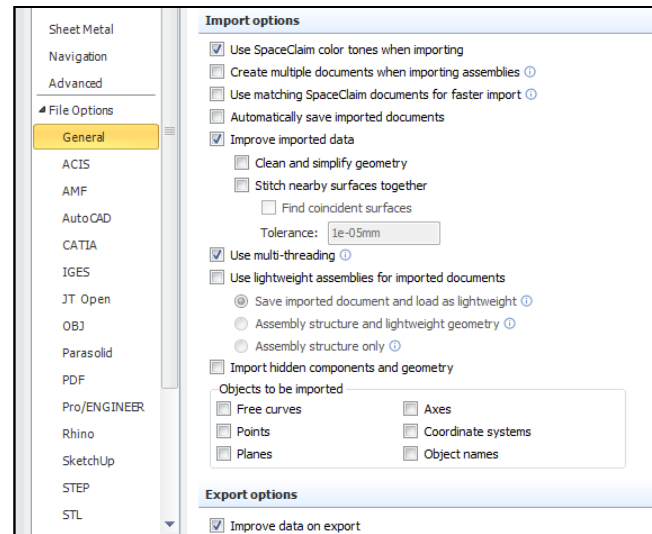 Sheet Metal
Navigation
Advanced
File Options
General
ACIS
AMF
AutoCAD
CATIA
IGES
JT Open
OBJ
Parasolid
PDF
Pro/ENGINEER
Rhino
SketchUp
STEP
STL
Import options
Use SpaceClaim color tones when importing
Create multiple documents when importing assemblies
Use matching SpaceClaim documents for faster import
Automatically save imported documents
Improve imported data
Clean and simplify geometry
Stitch nearby surfaces together
Find coincident surfaces
Tolerance: 1e-05mm
Use multi-threading
Use lightweight assemblies for imported documents
Save imported document and load as lightweight
Assembly structure and lightweight geometry
Assembly structure only
Import hidden components and geometry
Objects to be imported
Free curves Axes
Points Coordinate systems
Planes Object names
Export options
Improve data on export